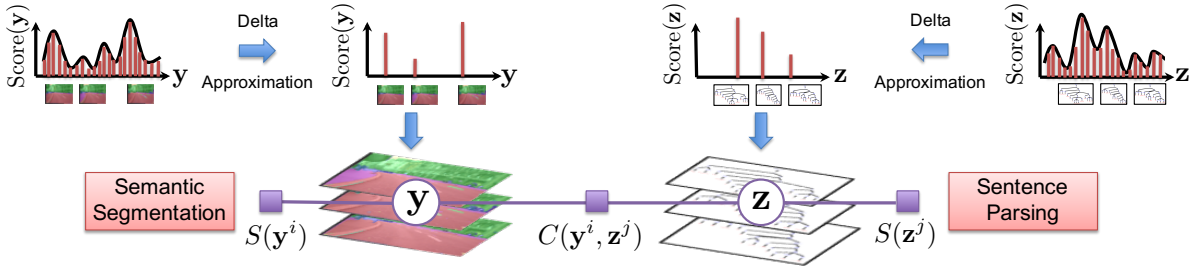 Score(y)
y
Delta
Approximation
Score(y)
y
Score(z)
z
Delta
Approximation
Score(z)
z
Semantic
Segmentation
S(y^i)
y
C(y^i, z^j)
z
S(z^j)
Sentence
Parsing